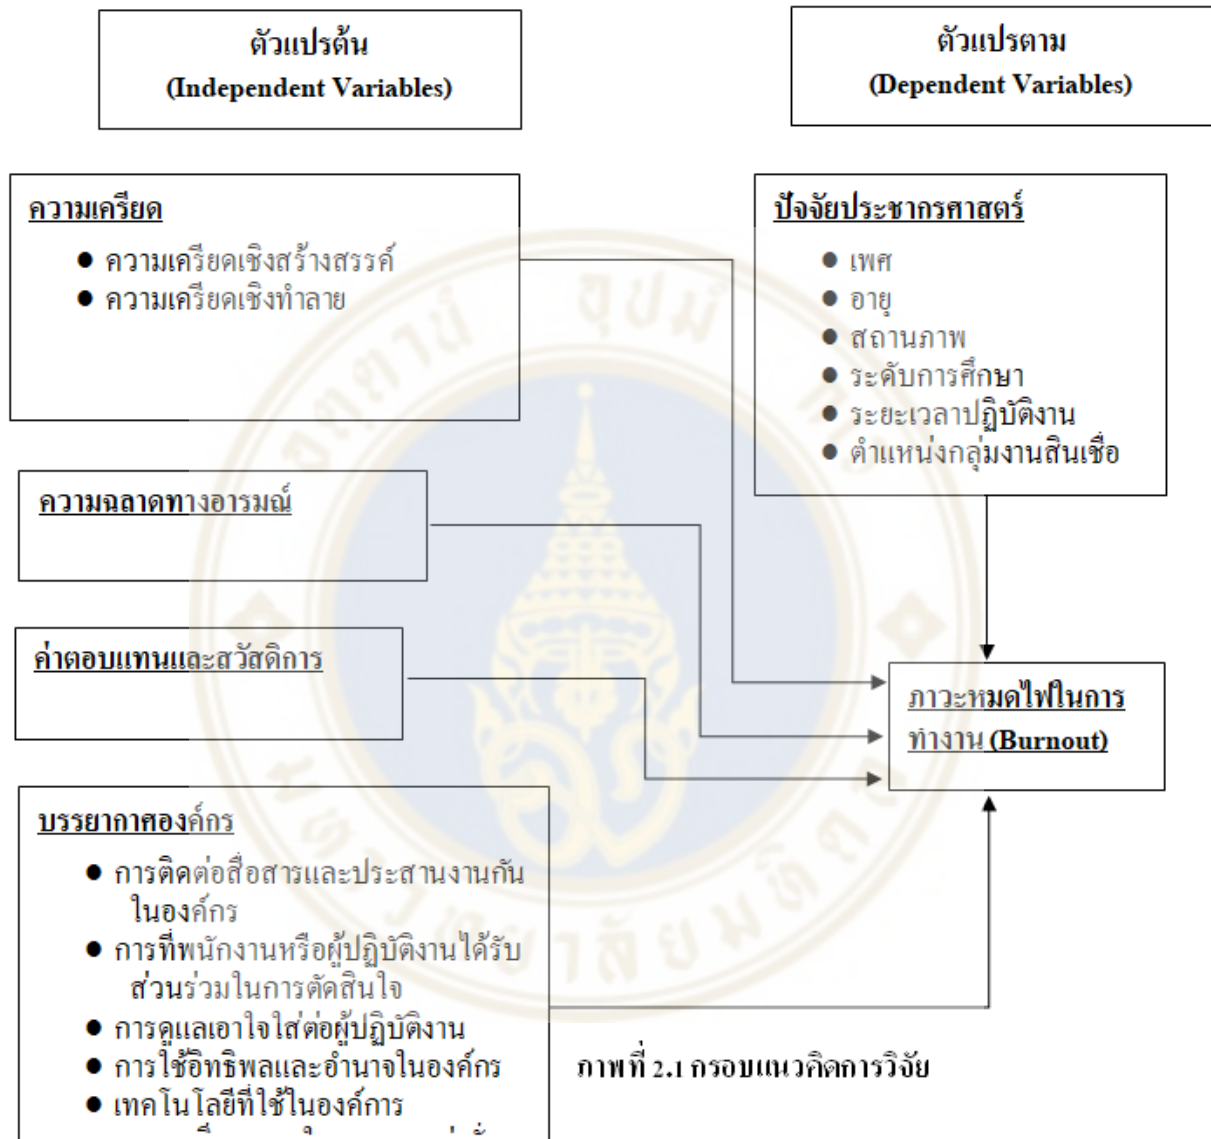 ตัวแปรต้น
(Independent Variables)
ตัวแปรตาม
(Dependent Variables)
ความเครียด
● ความเครียดเชิงสร้างสรรค์
● ความเครียดเชิงทำลาย
ปัจจัยประชากรศาสตร์
● เพศ
● อายุ
● สถานภาพ
● ระดับการศึกษา
● ระยะเวลาปฏิบัติงาน
● ตำแหน่งกลุ่มงานสินเชื่อ
ความฉลาดทางอารมณ์
ค่าตอบแทนและสวัสดิการ
ภาวะหมดไฟในการ
ทำงาน (Burnout)
บรรยากาศองค์กร
● การติดต่อสื่อสารและประสานงานกัน
ในองค์กร
● การที่พนักงานหรือผู้ปฏิบัติงานได้รับ
ส่วนร่วมในการตัดสินใจ
● การดูแลเอาใจใส่ต่อผู้ปฏิบัติงาน
● การใช้อิทธิพลและอำนาจในองค์กร
● เทคโนโลยีที่ใช้ในองค์การ
ภาพที่ 2.1 กรอบแนวคิดการวิจัย